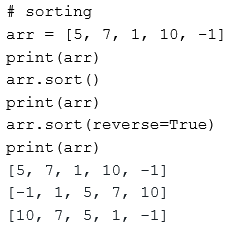 # sorting
arr = [5, 7, 1, 10, -1]
print(arr)
arr.sort()
print(arr)
arr.sort(reverse=True)
print(arr)
[5, 7, 1, 10, -1]
[-1, 1, 5, 7, 10]
[10, 7, 5, 1, -1]